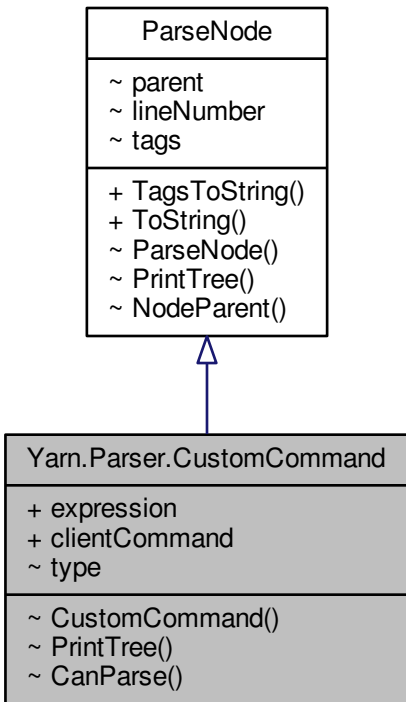 ParseNode
~ parent
~ lineNumber
~ tags
+ TagsToString()
+ ToString()
~ ParseNode()
~ PrintTree()
~ NodeParent()
Yarn.Parser.CustomCommand
+ expression
+ clientCommand
~ type
~ CustomCommand()
~ PrintTree()
~ CanParse()